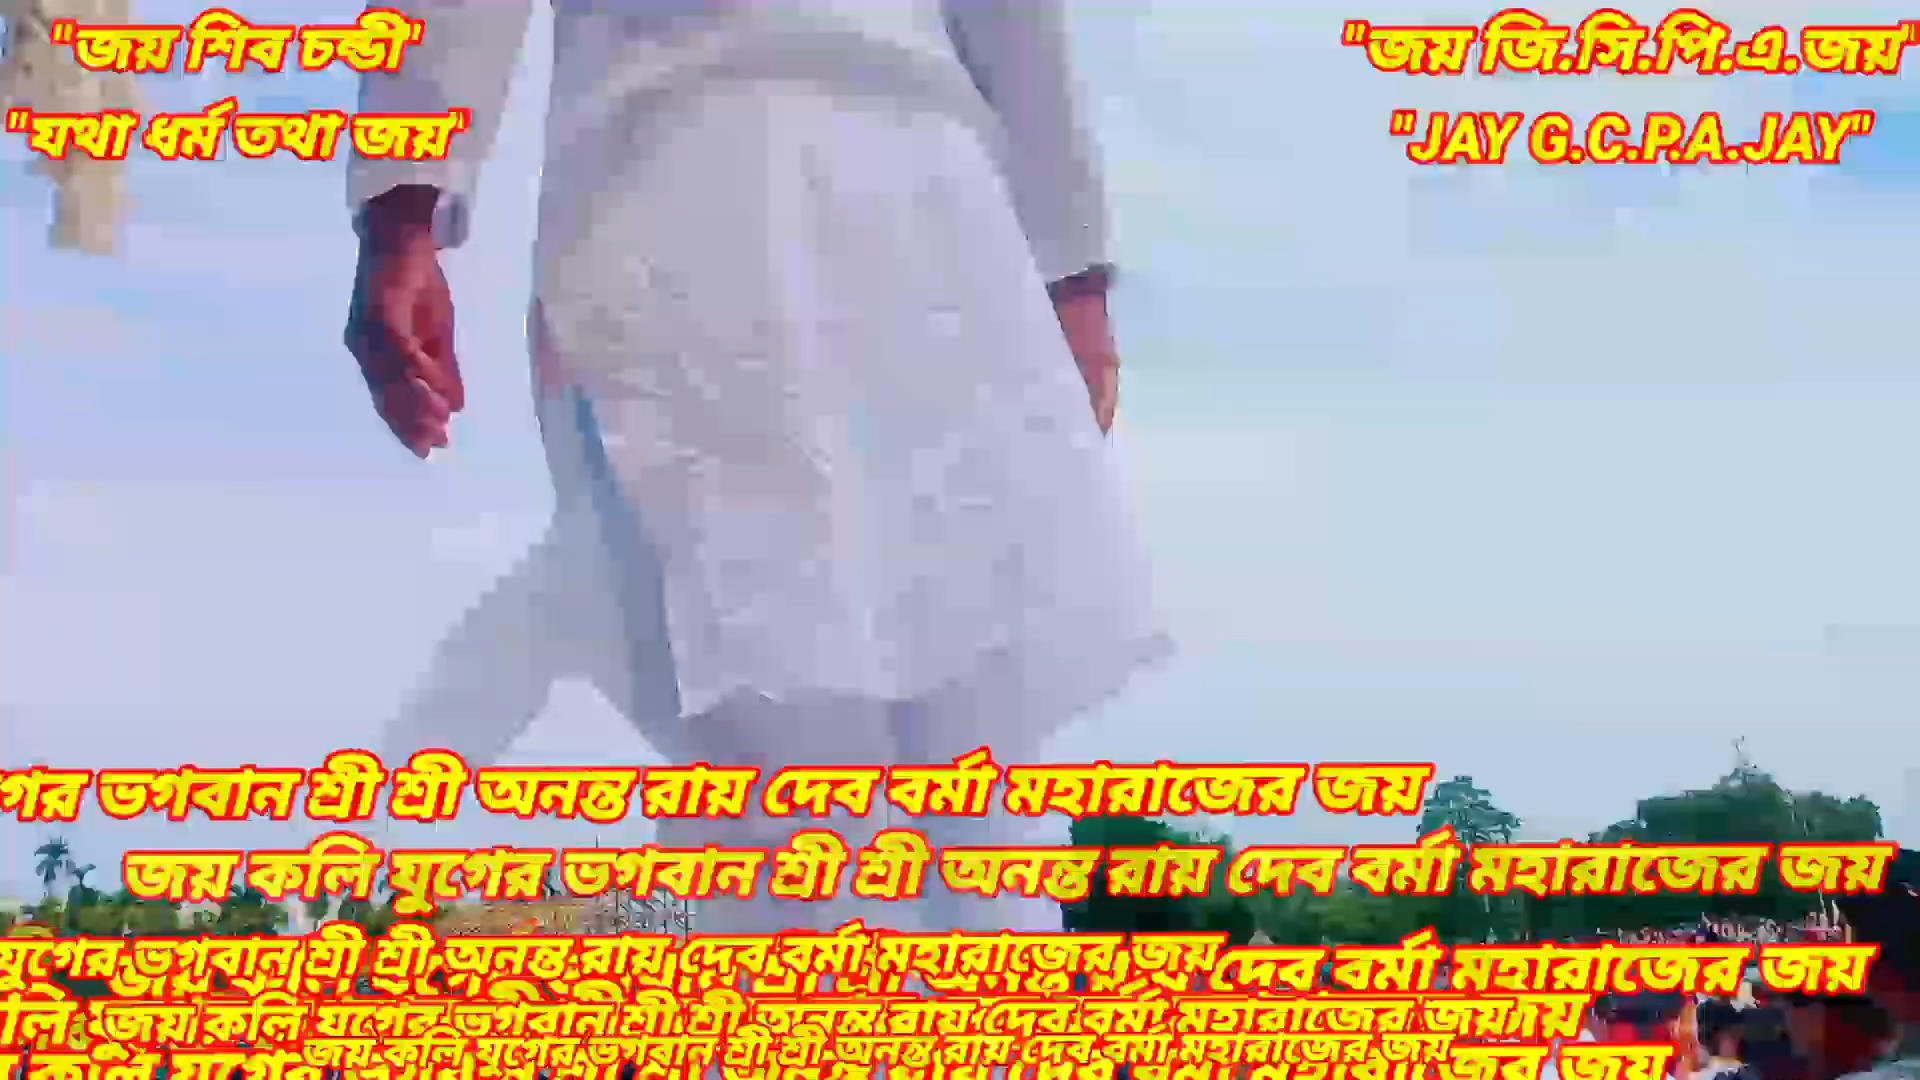 "জয় শিব চন্ডী"
"যথা ধর্ম তথা জয়"
"জয় জি.সি.পি.এ.জয়"
"JAY G.C.P.A.JAY"
ভগবান শ্রী শ্রী অনন্ত রায় দেব বর্মা মহারাজের জয়
জয় কলি যুগের ভগবান শ্রী শ্রী অনন্ত রায় দেব বর্মা মহারাজের জয়
যুগের ভগবান শ্রী শ্রী অনন্ত রায় দেব বর্মা মহারাজের জয়
দেব বর্মা মহারাজের জয়
জয় কলি যুগের ভগবান শ্রী শ্রী অনন্ত রায় দেব বর্মা মহারাজের জয়
জয় কলি যুগের ভগবান শ্রী শ্রী অনন্ত রায় দেব বর্মা মহারাজের জয়